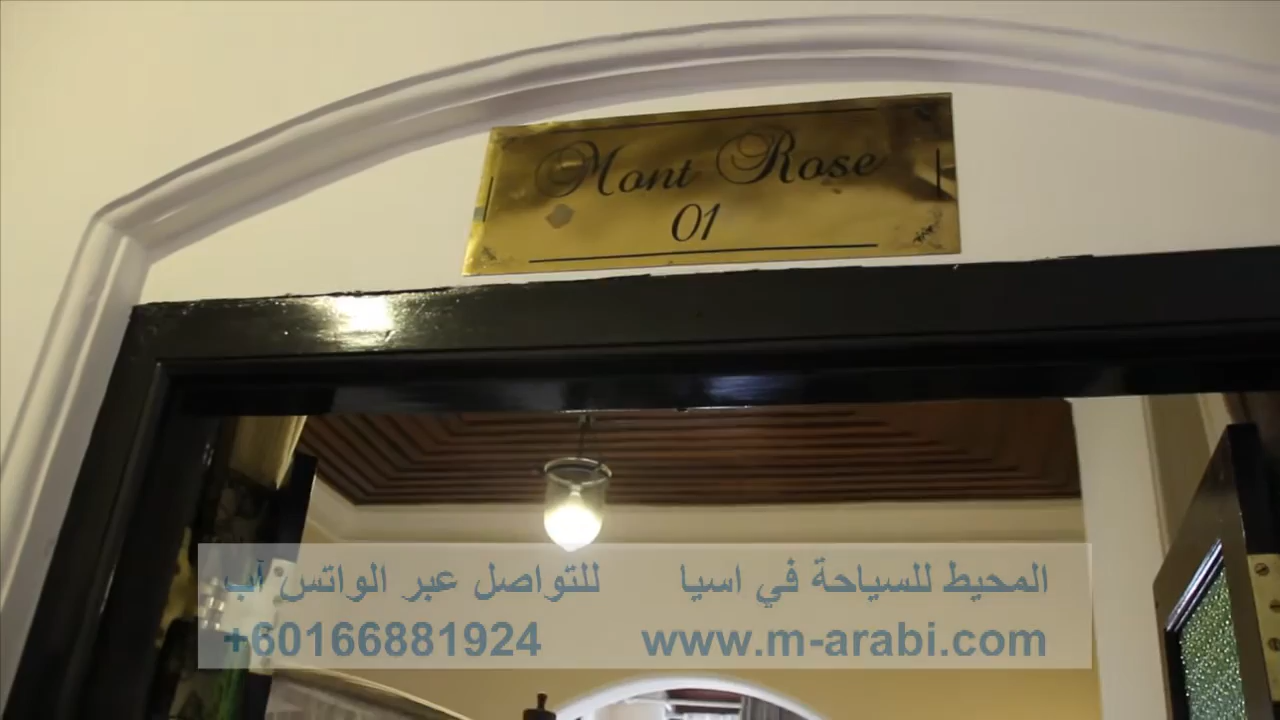 Mont Rose
01
المحيط للسياحة في اسيا للتواصل عبر الواتس آب
www.m-arabi.com +60166881924